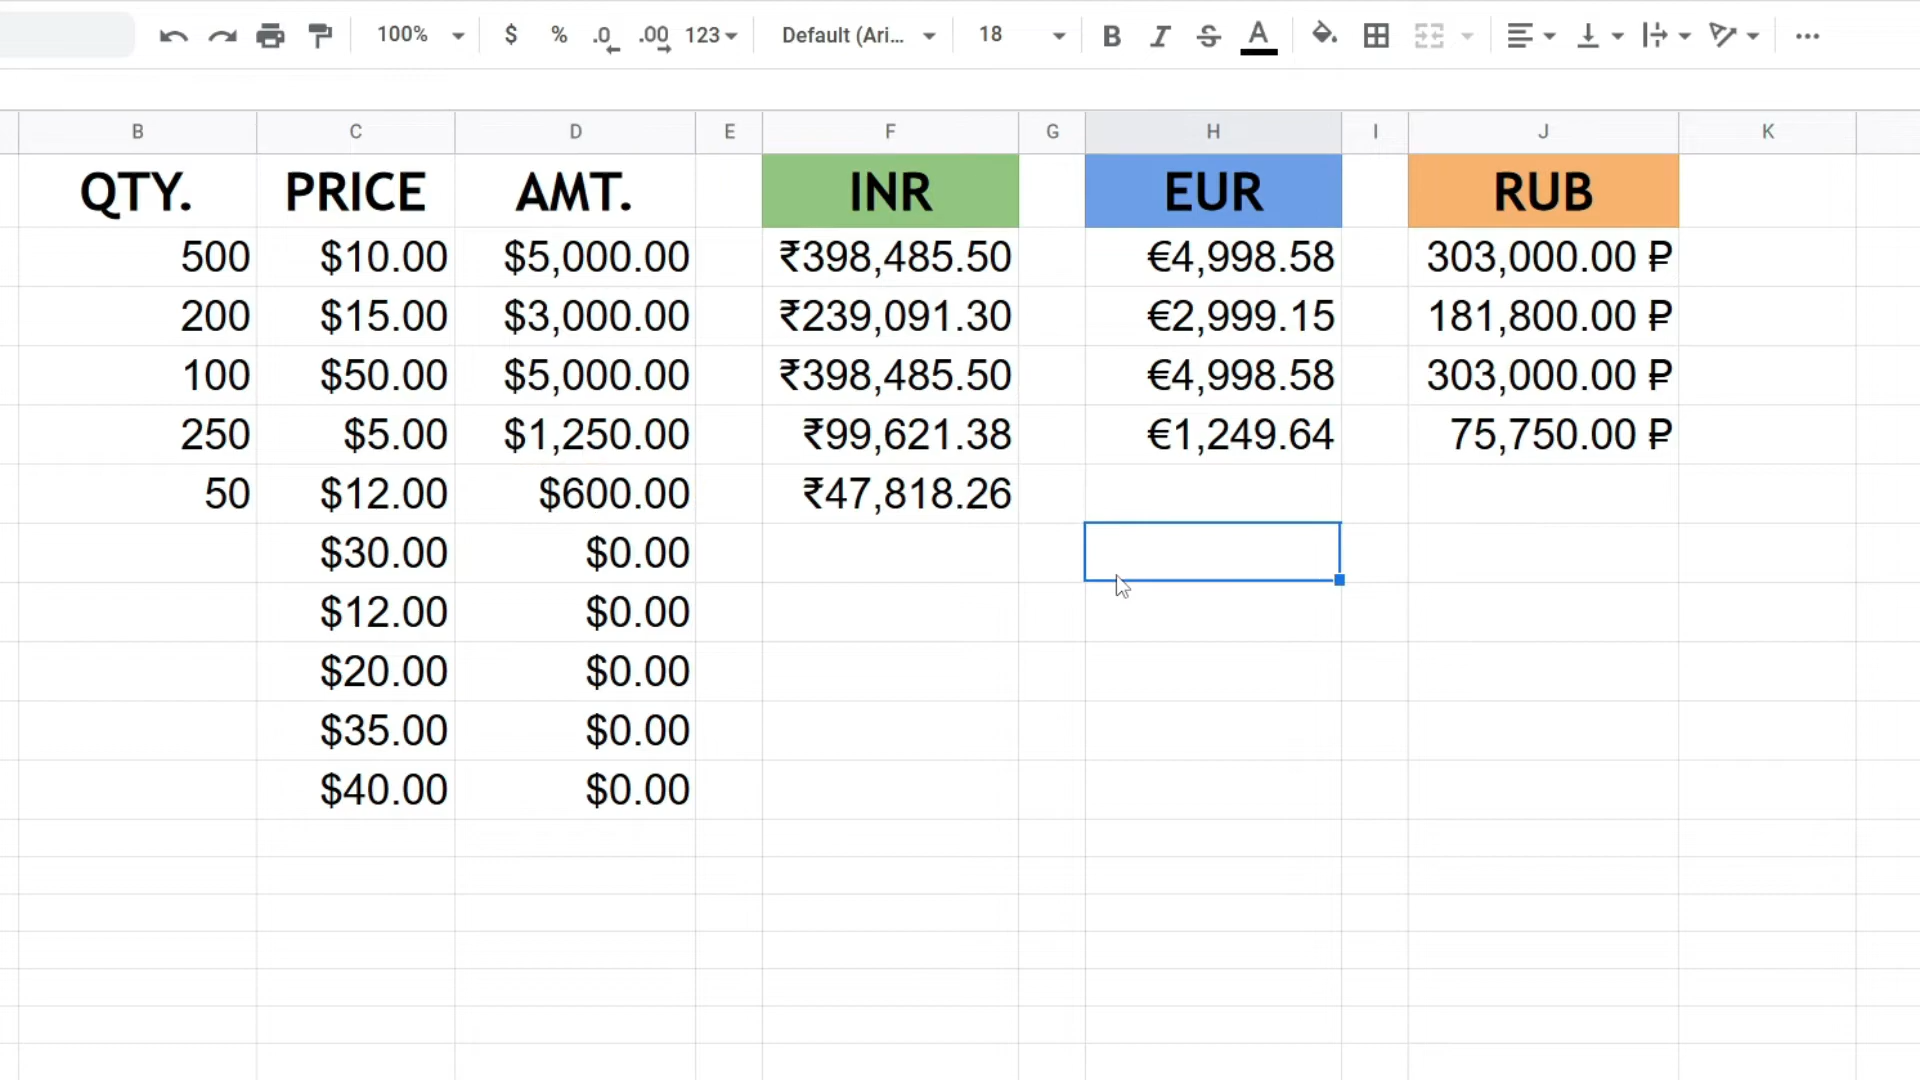 100% $ % .0 .00 123 Default (Ari... 18 B I S A
B C D E F G H I J K
QTY. PRICE AMT. INR EUR RUB
500 $10.00 $5,000.00 ₹398,485.50 €4,998.58 303,000.00 ₽
200 $15.00 $3,000.00 ₹239,091.30 €2,999.15 181,800.00 ₽
100 $50.00 $5,000.00 ₹398,485.50 €4,998.58 303,000.00 ₽
250 $5.00 $1,250.00 ₹99,621.38 €1,249.64 75,750.00 ₽
50 $12.00 $600.00 ₹47,818.26
$30.00 $0.00
$12.00 $0.00
$20.00 $0.00
$35.00 $0.00
$40.00 $0.00